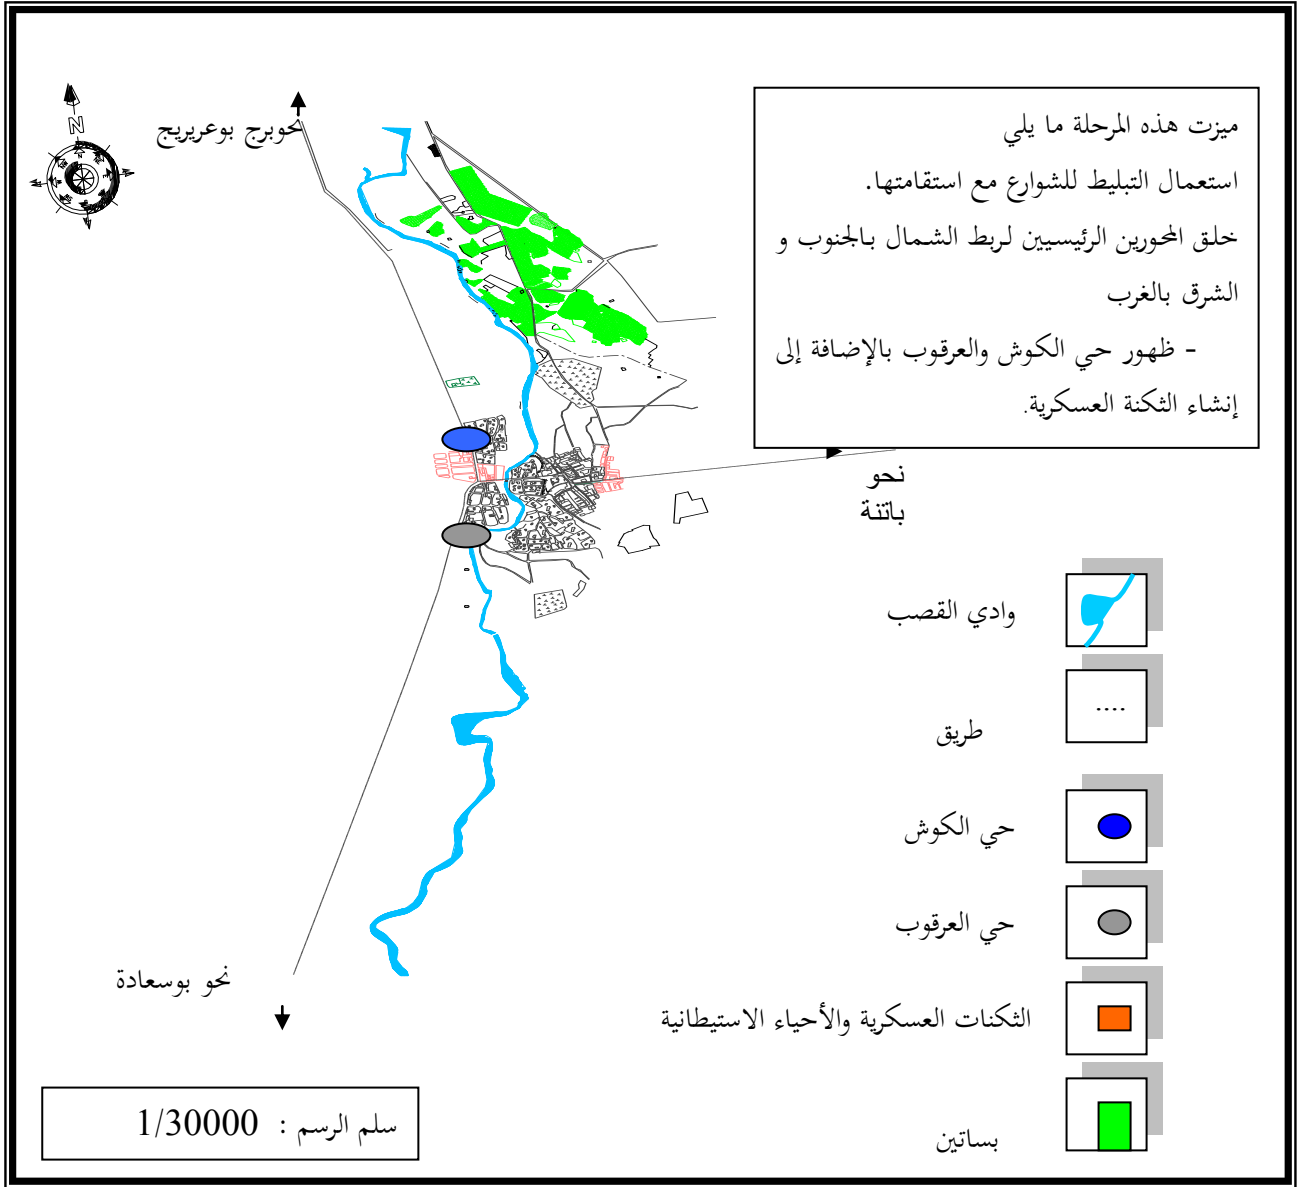 N
نحوبرج بوعريريج
ميزت هذه المرحلة ما يلي
استعمال التبليط للشوارع مع استقامتها.
خلق المحورين الرئيسيين لربط الشمال بالجنوب و
الشرق بالغرب
- ظهور حي الكوش والعرقوب بالإضافة إلى
إنشاء الثكنة العسكرية.
نحو
باتنة
وادي القصب
....
طريق
حي الكوش
حي العرقوب
نحو بوسعادة
الثكنات العسكرية والأحياء الاستيطانية
سلم الرسم : 1/30000
بساتين